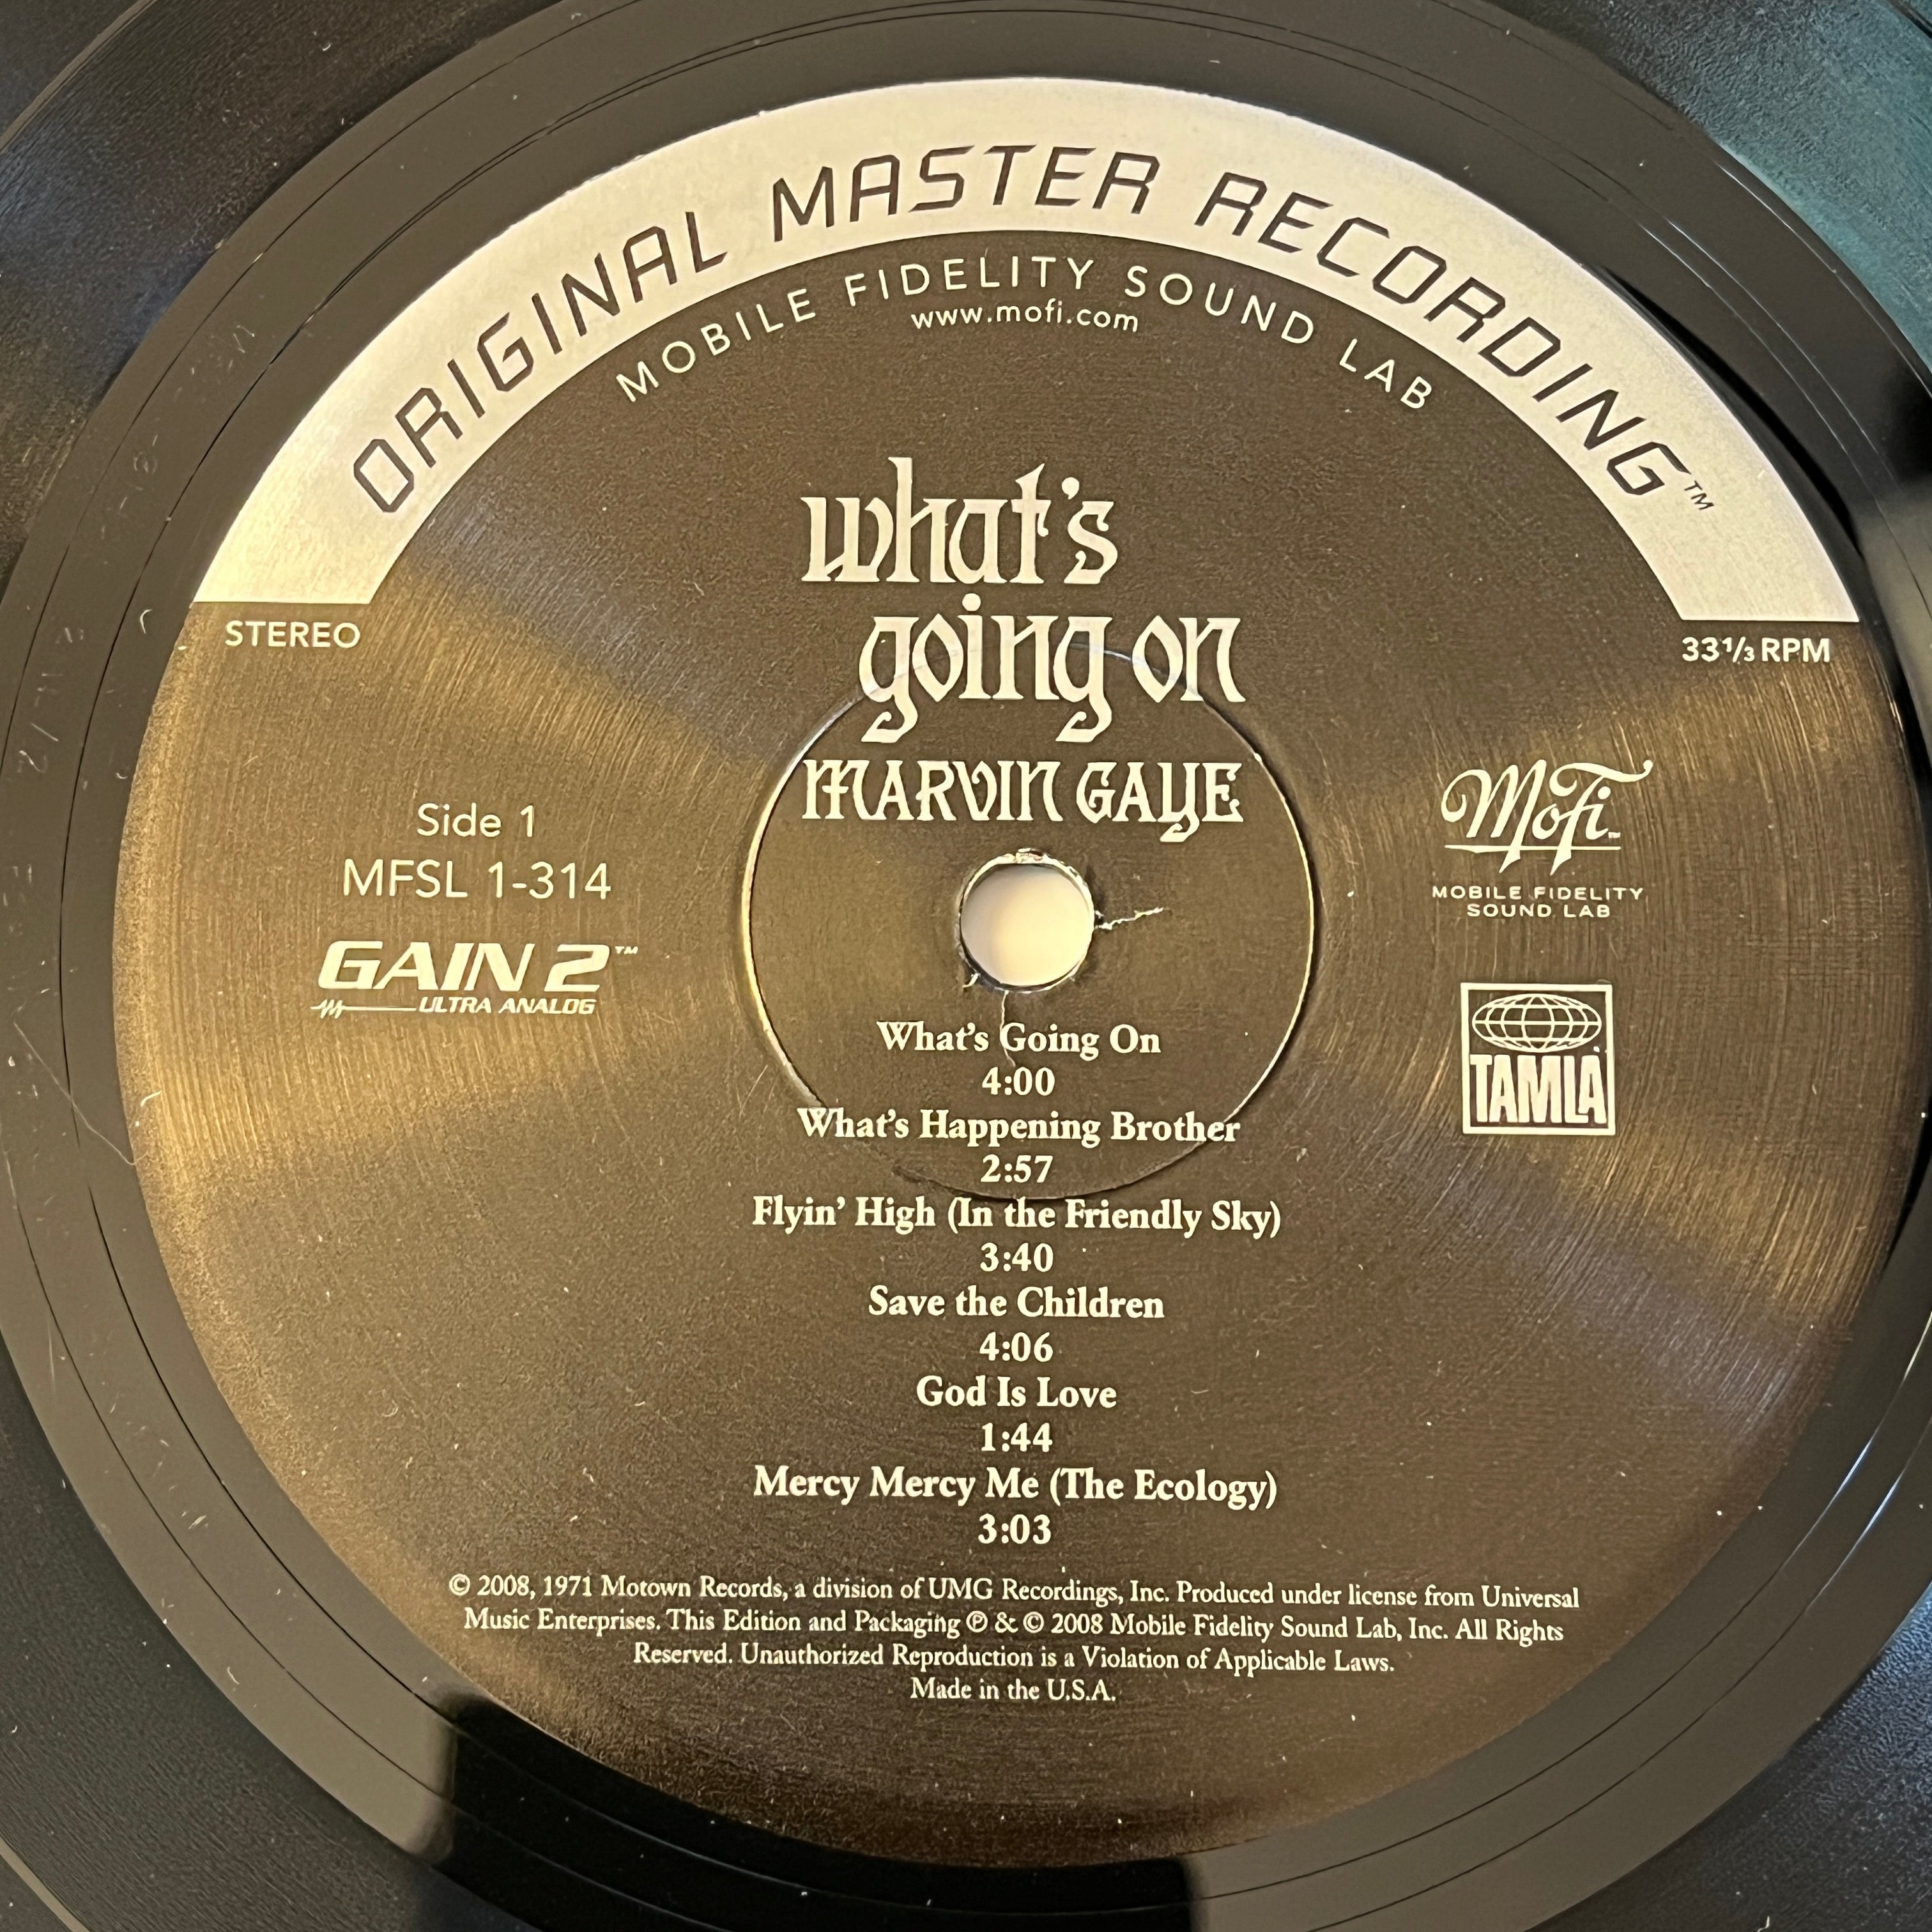 ORIGINAL MASTER RECORDING™
MOBILE FIDELITY SOUND LAB
www.mofi.com
what's
going on
MARVIN GAYE
STEREO
33⅓ RPM
Side 1
MFSL 1-314
GAIN 2™
ULTRA ANALOG
MoFi™
MOBILE FIDELITY
SOUND LAB
TAMLA
What's Going On
4:00
What's Happening Brother
2:57
Flyin' High (In the Friendly Sky)
3:40
Save the Children
4:06
God Is Love
1:44
Mercy Mercy Me (The Ecology)
3:03
© 2008, 1971 Motown Records, a division of UMG Recordings, Inc. Produced under license from Universal
Music Enterprises. This Edition and Packaging ℗ & © 2008 Mobile Fidelity Sound Lab, Inc. All Rights
Reserved. Unauthorized Reproduction is a Violation of Applicable Laws.
Made in the U.S.A.